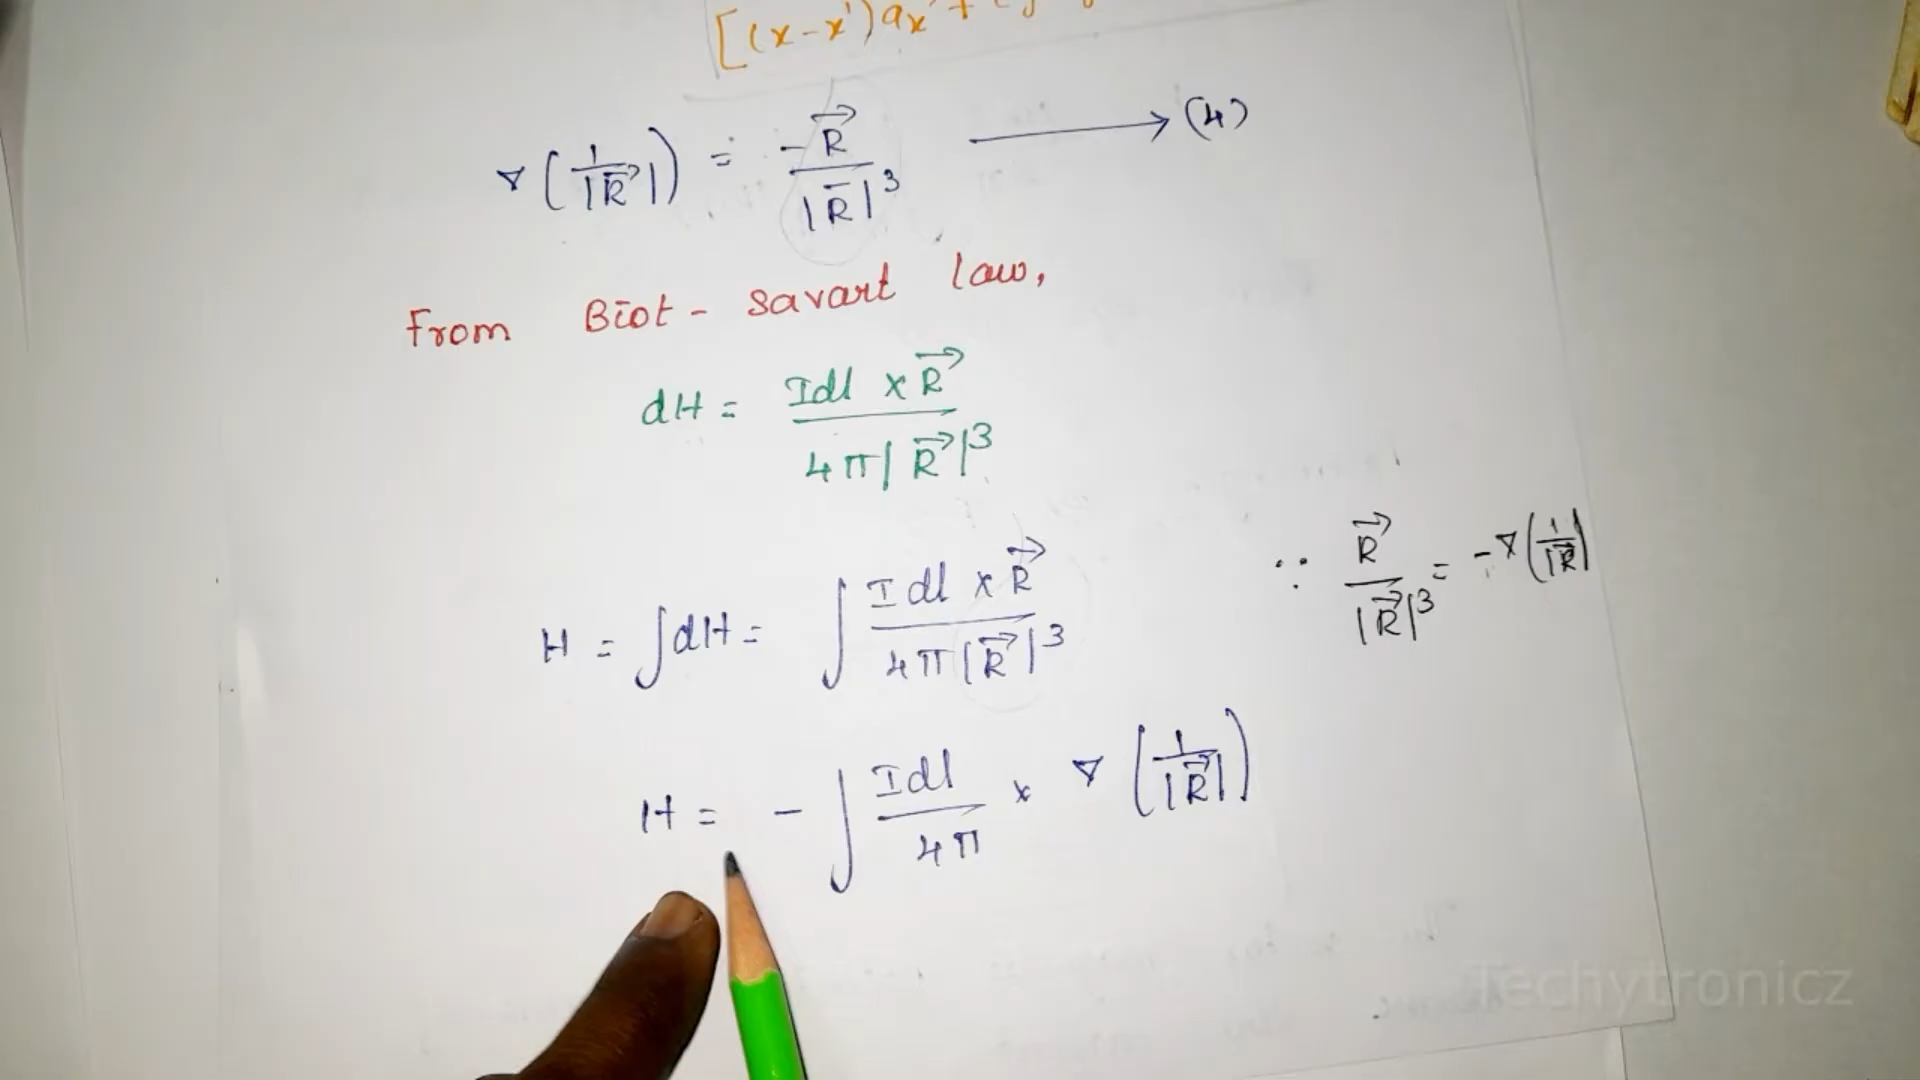 [(x-x')ax +
∇(1/|R⃗|) = -R⃗/|R̄|³ ⟶ (4)
From Biot - Savart law,
dH = Idl × R⃗ / 4π|R⃗|³
H = ∫dH = ∫ Idl × R⃗ / 4π|R⃗|³
∵ R⃗/|R⃗|³ = -∇(1/|R⃗|)
H = - ∫ Idl/4π × ∇(1/|R⃗|)
Techytronicz